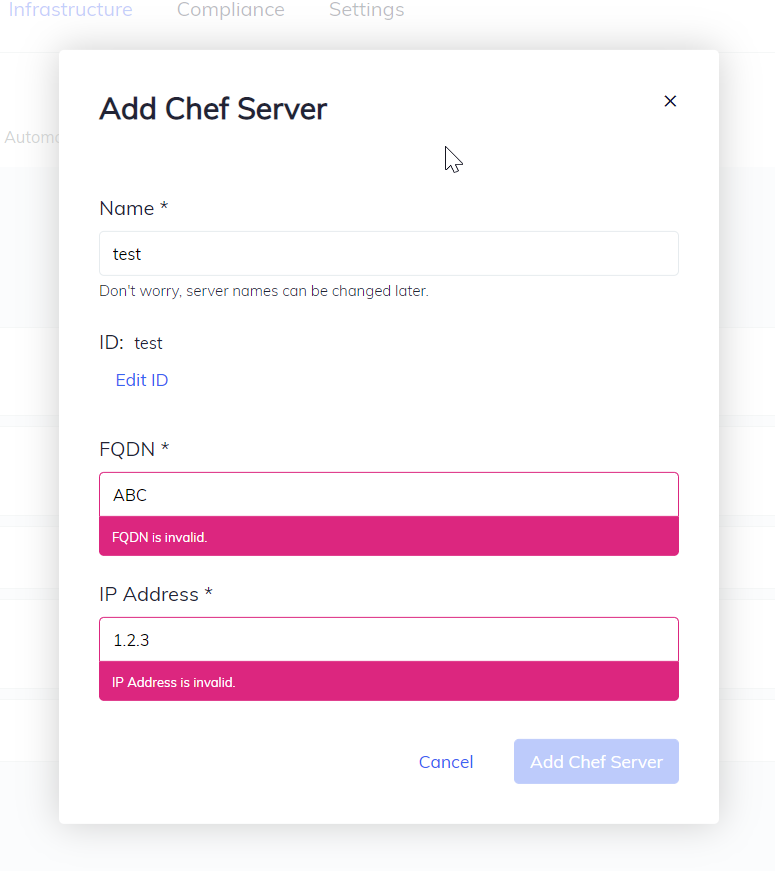 Infrastructure Compliance Settings
Add Chef Server
Name *
test
Don't worry, server names can be changed later.
ID: test
Edit ID
FQDN *
ABC
FQDN is invalid.
IP Address *
1.2.3
IP Address is invalid.
Cancel Add Chef Server